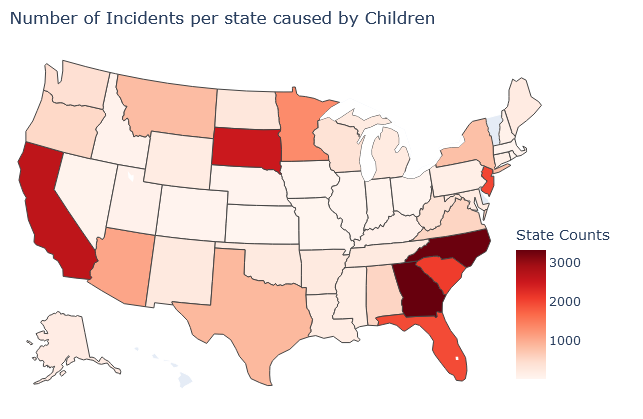 Number of Incidents per state caused by Children
State Counts
3000
2000
1000